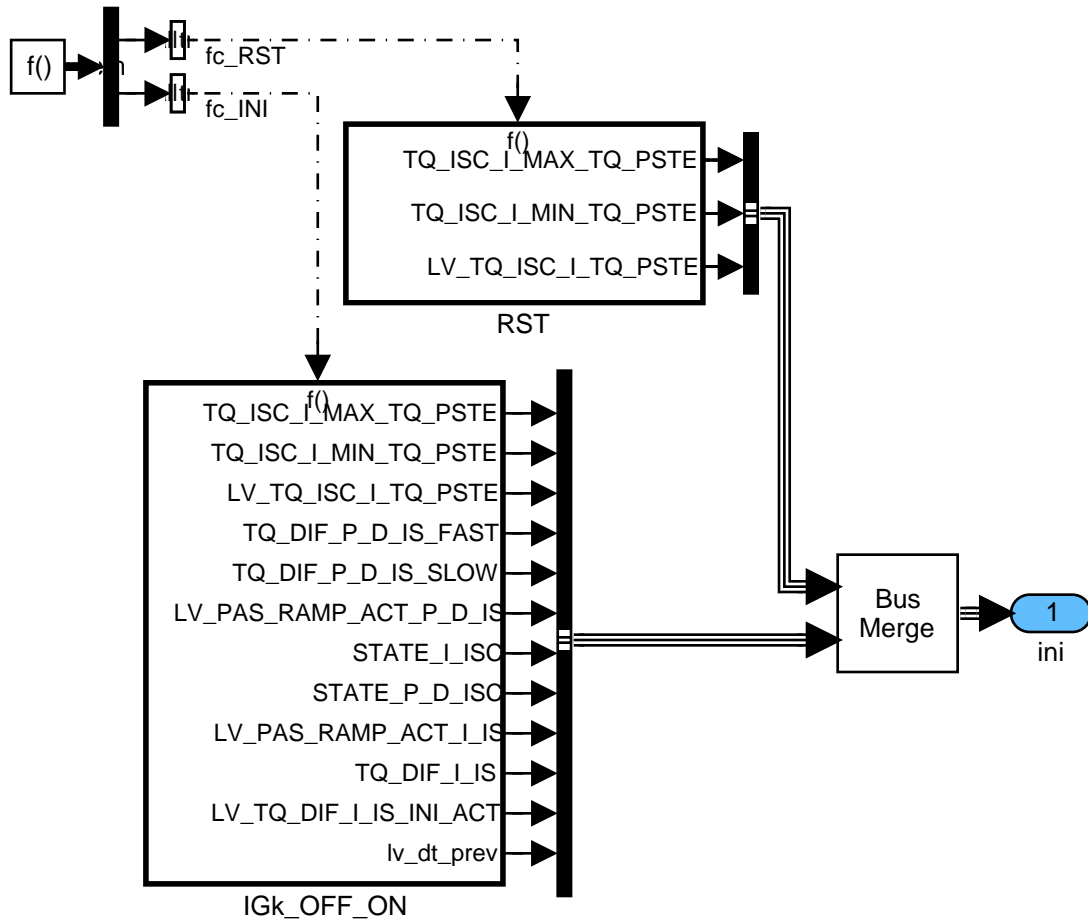 f()
fc_RST
fc_INI
f()
TQ_ISC_I_MAX_TQ_PSTE
TQ_ISC_I_MIN_TQ_PSTE
LV_TQ_ISC_I_TQ_PSTE
RST
f()
TQ_ISC_I_MAX_TQ_PSTE
TQ_ISC_I_MIN_TQ_PSTE
LV_TQ_ISC_I_TQ_PSTE
TQ_DIF_P_D_IS_FAST
TQ_DIF_P_D_IS_SLOW
LV_PAS_RAMP_ACT_P_D_IS
STATE_I_ISC
STATE_P_D_ISC
LV_PAS_RAMP_ACT_I_IS
TQ_DIF_I_IS
LV_TQ_DIF_I_IS_INI_ACT
lv_dt_prev
IGk_OFF_ON
Bus
Merge
1
ini